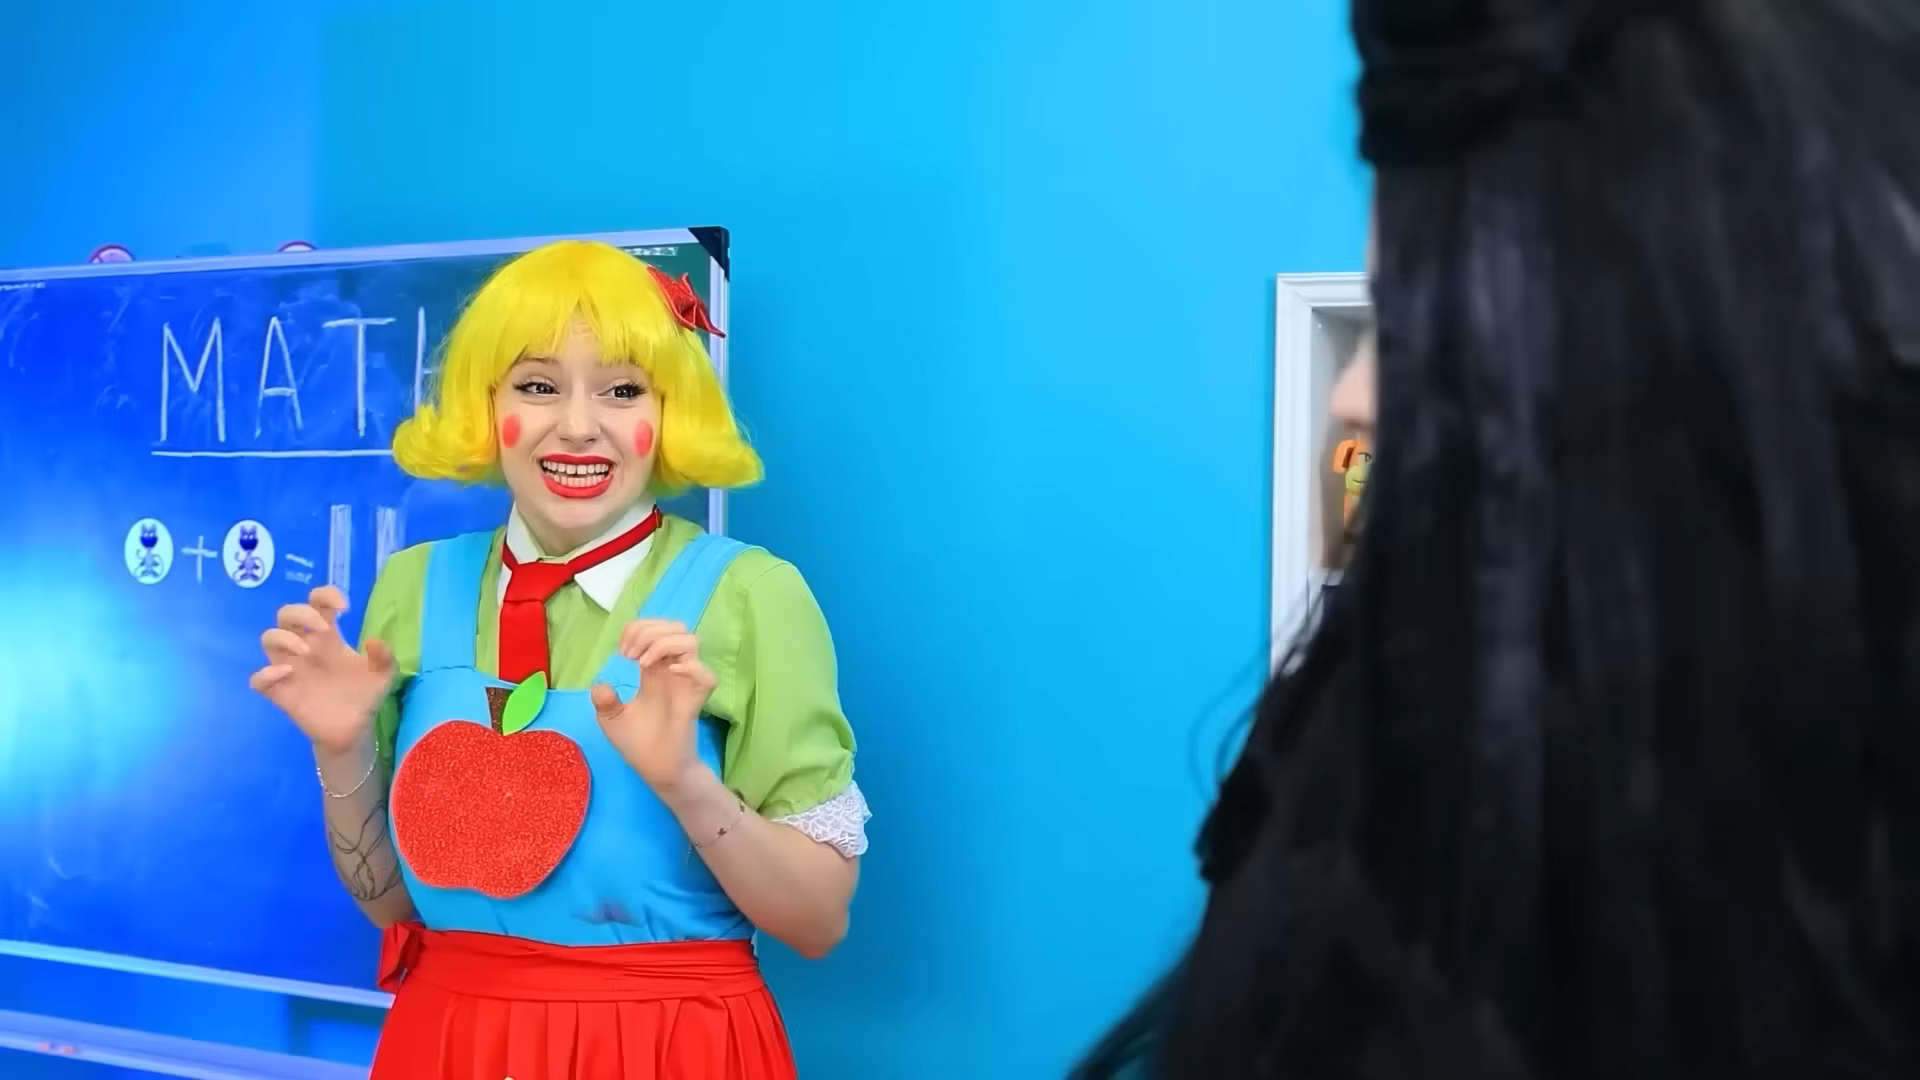 MATH
+ =